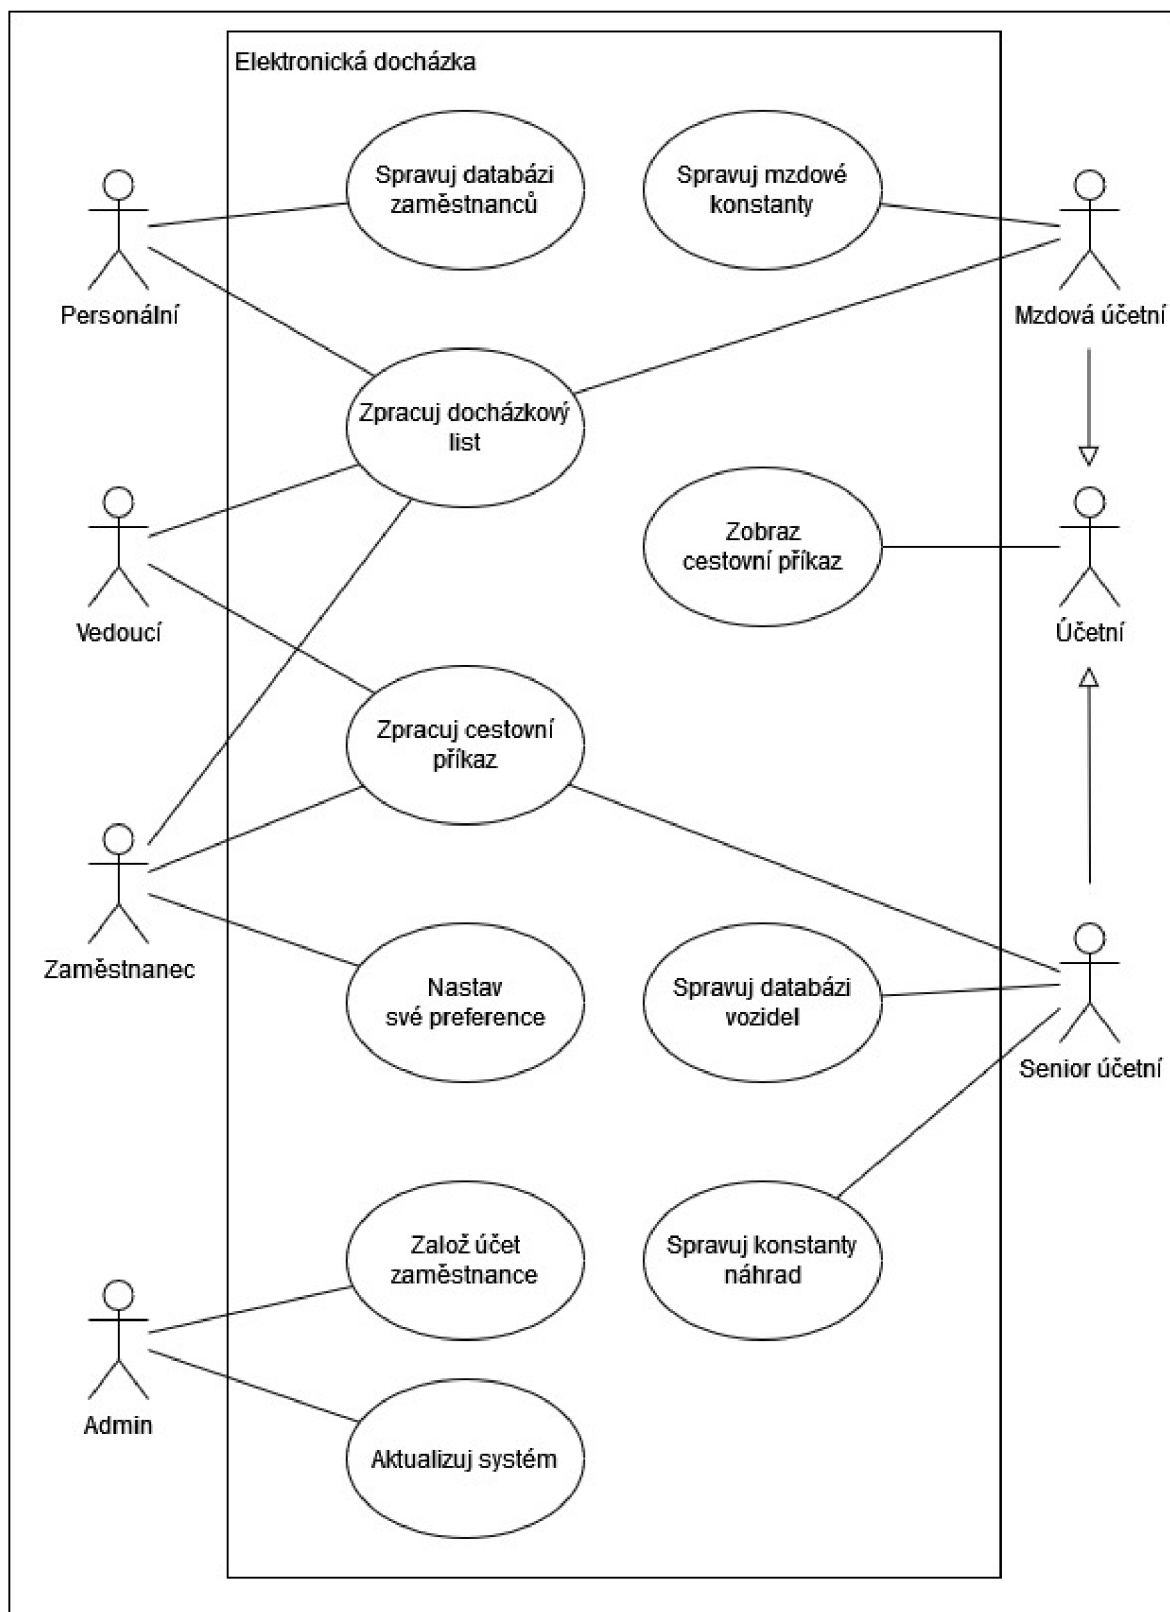 Elektronická docházka
Spravuj databázi
zaměstnanců
Spravuj mzdové
konstanty
Personální
Mzdová účetní
Zpracuj docházkový
list
Zobraz
cestovní příkaz
Vedoucí
Účetní
Zpracuj cestovní
příkaz
Zaměstnanec
Nastav
své preference
Spravuj databázi
vozidel
Senior účetní
Založ účet
zaměstnance
Spravuj konstanty
náhrad
Admin
Aktualizuj systém